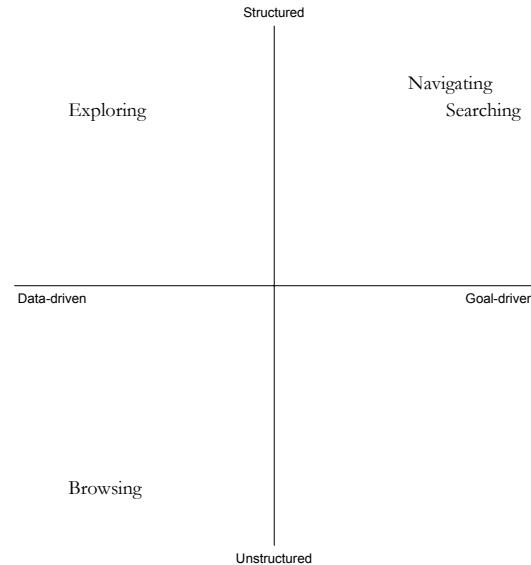 Structured
Navigating
Exploring Searching
Data-driven Goal-driven
Browsing
Unstructured